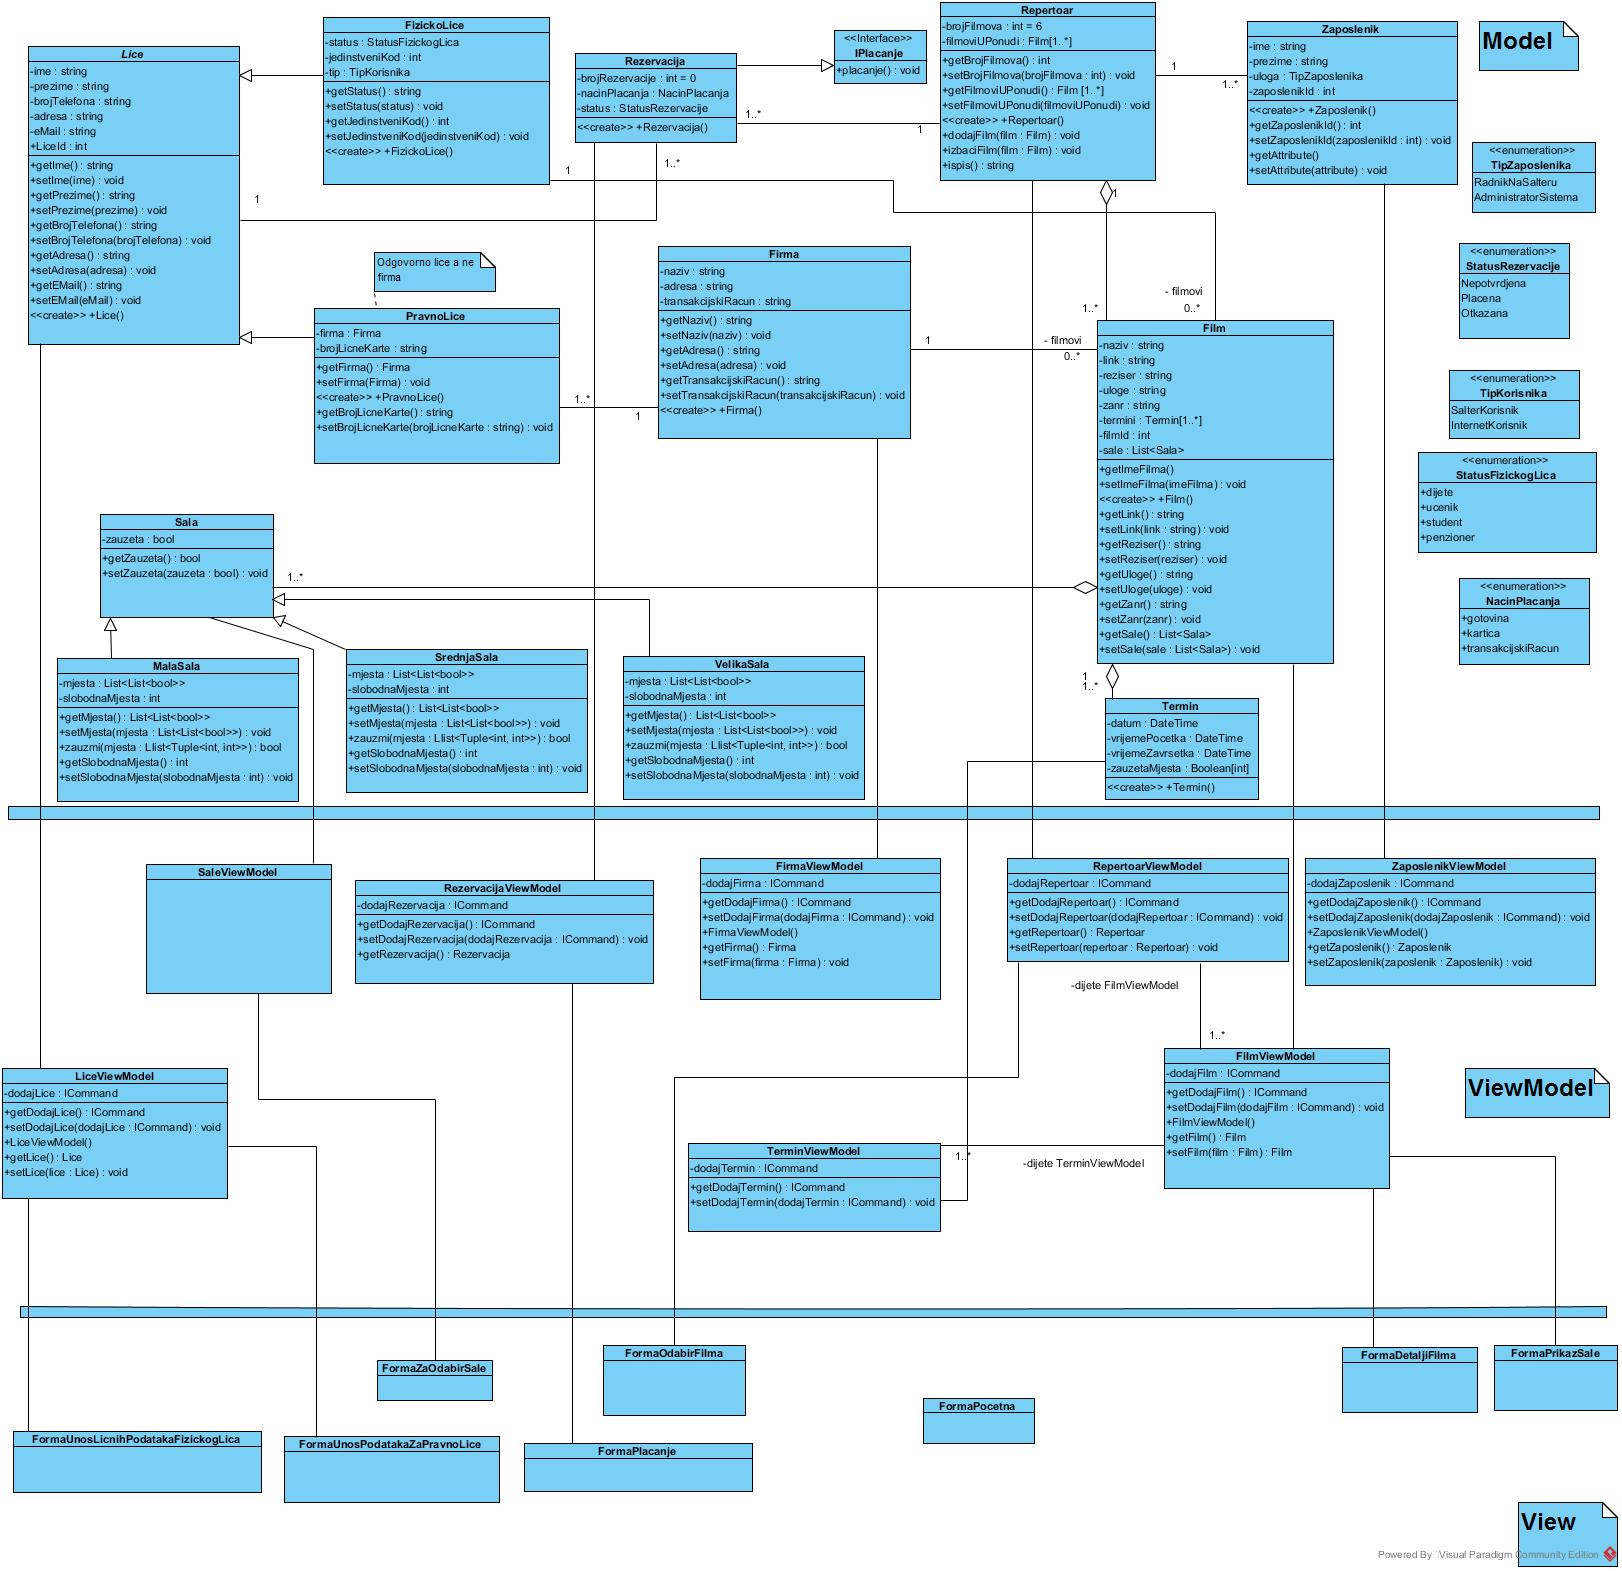 Lice
-ime : string
-prezime : string
-brojTelefona : string
-adresa : string
-eMail : string
+LiceId : int
+getIme() : string
+setIme(ime) : void
+getPrezime() : string
+setPrezime(prezime) : void
+getBrojTelefona() : string
+setBrojTelefona(brojTelefona) : void
+getAdresa() : string
+setAdresa(adresa) : void
+getEMail() : string
+setEMail(eMail) : void
<<create>> +Lice()
FizickoLice
-status : StatusFizickogLica
-jedinstveniKod : int
-tip : TipKorisnika
+getStatus() : string
+setStatus(status) : void
+getJedinstveniKod() : int
+setJedinstveniKod(jedinstveniKod) : void
<<create>> +FizickoLice()
Rezervacija
-brojRezervacije : int = 0
-nacinPlacanja : NacinPlacanja
-status : StatusRezervacije
<<create>> +Rezervacija()
<<Interface>>
IPlacanje
+placanje() : void
Repertoar
-brojFilmova : int = 6
-filmoviUPonudi : Film[1..*]
+getBrojFilmova() : int
+setBrojFilmova(brojFilmova : int) : void
+getFilmoviUPonudi() : Film [1..*]
+setFilmoviUPonudi(filmoviUPonudi) : void
<<create>> +Repertoar()
+dodajFilm(film : Film) : void
+izbaciFilm(film : Film) : void
+ispis() : string
Zaposlenik
-ime : string
-prezime : string
-uloga : TipZaposlenika
-zaposlenikId : int
<<create>> +Zaposlenik()
+getZaposlenikId() : int
+setZaposlenikId(zaposlenikId : int) : void
+getAttribute()
+setAttribute(attribute) : void
Model
<<enumeration>>
TipZaposlenika
RadnikNaSalteru
AdministratorSistema
<<enumeration>>
StatusRezervacije
Nepotvrdjena
Placena
Otkazana
<<enumeration>>
TipKorisnika
SalterKorisnik
InternetKorisnik
<<enumeration>>
StatusFizickogLica
+dijete
+ucenik
+student
+penzioner
<<enumeration>>
NacinPlacanja
+gotovina
+kartica
+transakcijskiRacun
1
1..*
1..*
1
1..*
1
1
1
- filmovi
0..*
1..*
1
- filmovi
0..*
1..*
1
Odgovorno lice a ne
firma
PravnoLice
-firma : Firma
-brojLicneKarte : string
+getFirma() : Firma
+setFirma(Firma) : void
<<create>> +PravnoLice()
+getBrojLicneKarte() : string
+setBrojLicneKarte(brojLicneKarte : string) : void
Firma
-naziv : string
-adresa : string
-transakcijskiRacun : string
+getNaziv() : string
+setNaziv(naziv) : void
+getAdresa() : string
+setAdresa(adresa) : void
+getTransakcijskiRacun() : string
+setTransakcijskiRacun(transakcijskiRacun) : void
<<create>> +Firma()
Film
-naziv : string
-link : string
-reziser : string
-uloge : string
-zanr : string
-termini : Termin[1..*]
-filmId : int
-sale : List<Sala>
+getImeFilma()
+setImeFilma(imeFilma) : void
<<create>> +Film()
+getLink() : string
+setLink(link : string) : void
+getReziser() : string
+setReziser(reziser) : void
+getUloge() : string
+setUloge(uloge) : void
+getZanr() : string
+setZanr(zanr) : void
+getSale() : List<Sala>
+setSale(sale : List<Sala>) : void
Sala
-zauzeta : bool
+getZauzeta() : bool
+setZauzeta(zauzeta : bool) : void
1..*
MalaSala
-mjesta : List<List<bool>>
-slobodnaMjesta : int
+getMjesta() : List<List<bool>>
+setMjesta(mjesta : List<List<bool>>) : void
+zauzmi(mjesta : LIist<Tuple<int, int>>) : bool
+getSlobodnaMjesta() : int
+setSlobodnaMjesta(slobodnaMjesta : int) : void
SrednjaSala
-mjesta : List<List<bool>>
-slobodnaMjesta : int
+getMjesta() : List<List<bool>>
+setMjesta(mjesta : List<List<bool>>) : void
+zauzmi(mjesta : LIist<Tuple<int, int>>) : bool
+getSlobodnaMjesta() : int
+setSlobodnaMjesta(slobodnaMjesta : int) : void
VelikaSala
-mjesta : List<List<bool>>
-slobodnaMjesta : int
+getMjesta() : List<List<bool>>
+setMjesta(mjesta : List<List<bool>>) : void
+zauzmi(mjesta : LIist<Tuple<int, int>>) : bool
+getSlobodnaMjesta() : int
+setSlobodnaMjesta(slobodnaMjesta : int) : void
1
1..*
Termin
-datum : DateTime
-vrijemePocetka : DateTime
-vrijemeZavrsetka : DateTime
-zauzetaMjesta : Boolean[int]
<<create>> +Termin()
SaleViewModel
RezervacijaViewModel
-dodajRezervacija : ICommand
+getDodajRezervacija() : ICommand
+setDodajRezervacija(dodajRezervacija : ICommand) : void
+getRezervacija() : Rezervacija
FirmaViewModel
-dodajFirma : ICommand
+getDodajFirma() : ICommand
+setDodajFirma(dodajFirma : ICommand) : void
+FirmaViewModel()
+getFirma() : Firma
+setFirma(firma : Firma) : void
RepertoarViewModel
-dodajRepertoar : ICommand
+getDodajRepertoar() : ICommand
+setDodajRepertoar(dodajRepertoar : ICommand) : void
+getRepertoar() : Repertoar
+setRepertoar(repertoar : Repertoar) : void
ZaposlenikViewModel
-dodajZaposlenik : ICommand
+getDodajZaposlenik() : ICommand
+setDodajZaposlenik(dodajZaposlenik : ICommand) : void
+ZaposlenikViewModel()
+getZaposlenik() : Zaposlenik
+setZaposlenik(zaposlenik : Zaposlenik) : void
-dijete FilmViewModel
1..*
LiceViewModel
-dodajLice : ICommand
+getDodajLice() : ICommand
+setDodajLice(dodajLice : ICommand) : void
+LiceViewModel()
+getLice() : Lice
+setLice(lice : Lice) : void
FilmViewModel
-dodajFilm : ICommand
+getDodajFilm() : ICommand
+setDodajFilm(dodajFilm : ICommand) : void
+FilmViewModel()
+getFilm() : Film
+setFilm(film : Film) : Film
ViewModel
TerminViewModel
-dodajTermin : ICommand
+getDodajTermin() : ICommand
+setDodajTermin(dodajTermin : ICommand) : void
1..*
-dijete TerminViewModel
FormaZaOdabirSale
FormaOdabirFilma
FormaDetaljiFilma
FormaPrikazSale
FormaPocetna
FormaUnosLicnihPodatakaFizickogLica
FormaUnosPodatakaZaPravnoLice
FormaPlacanje
View
Powered By Visual Paradigm Community Edition